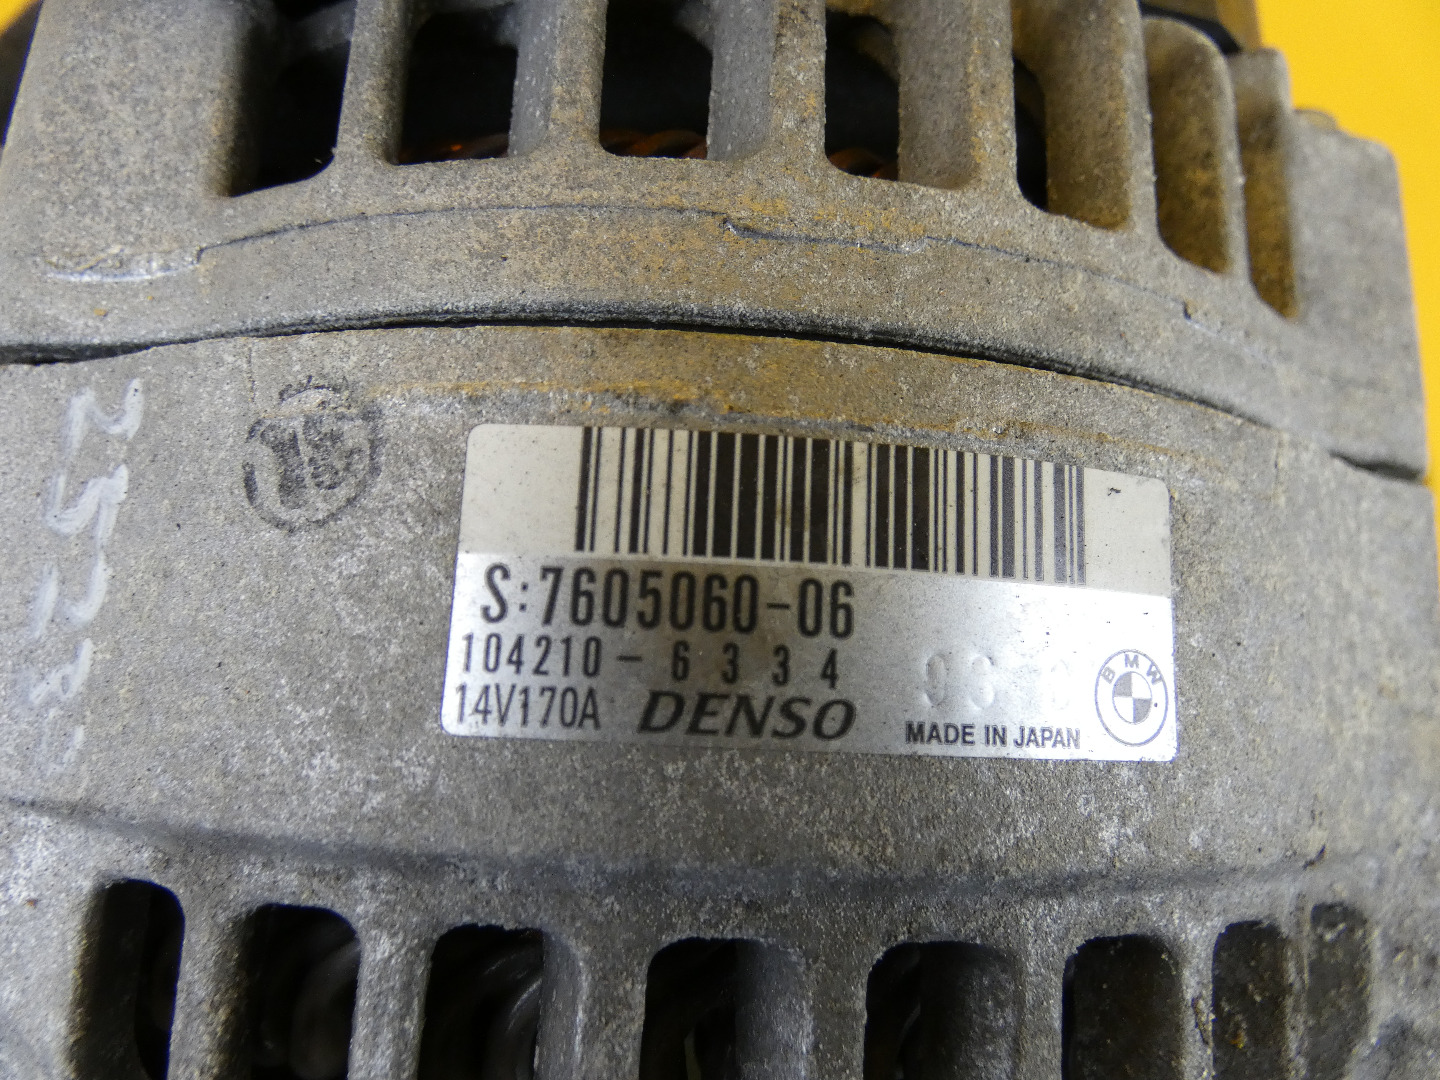 S:7605060-06
104210-6334
14V170A DENSO MADE IN JAPAN
BMW